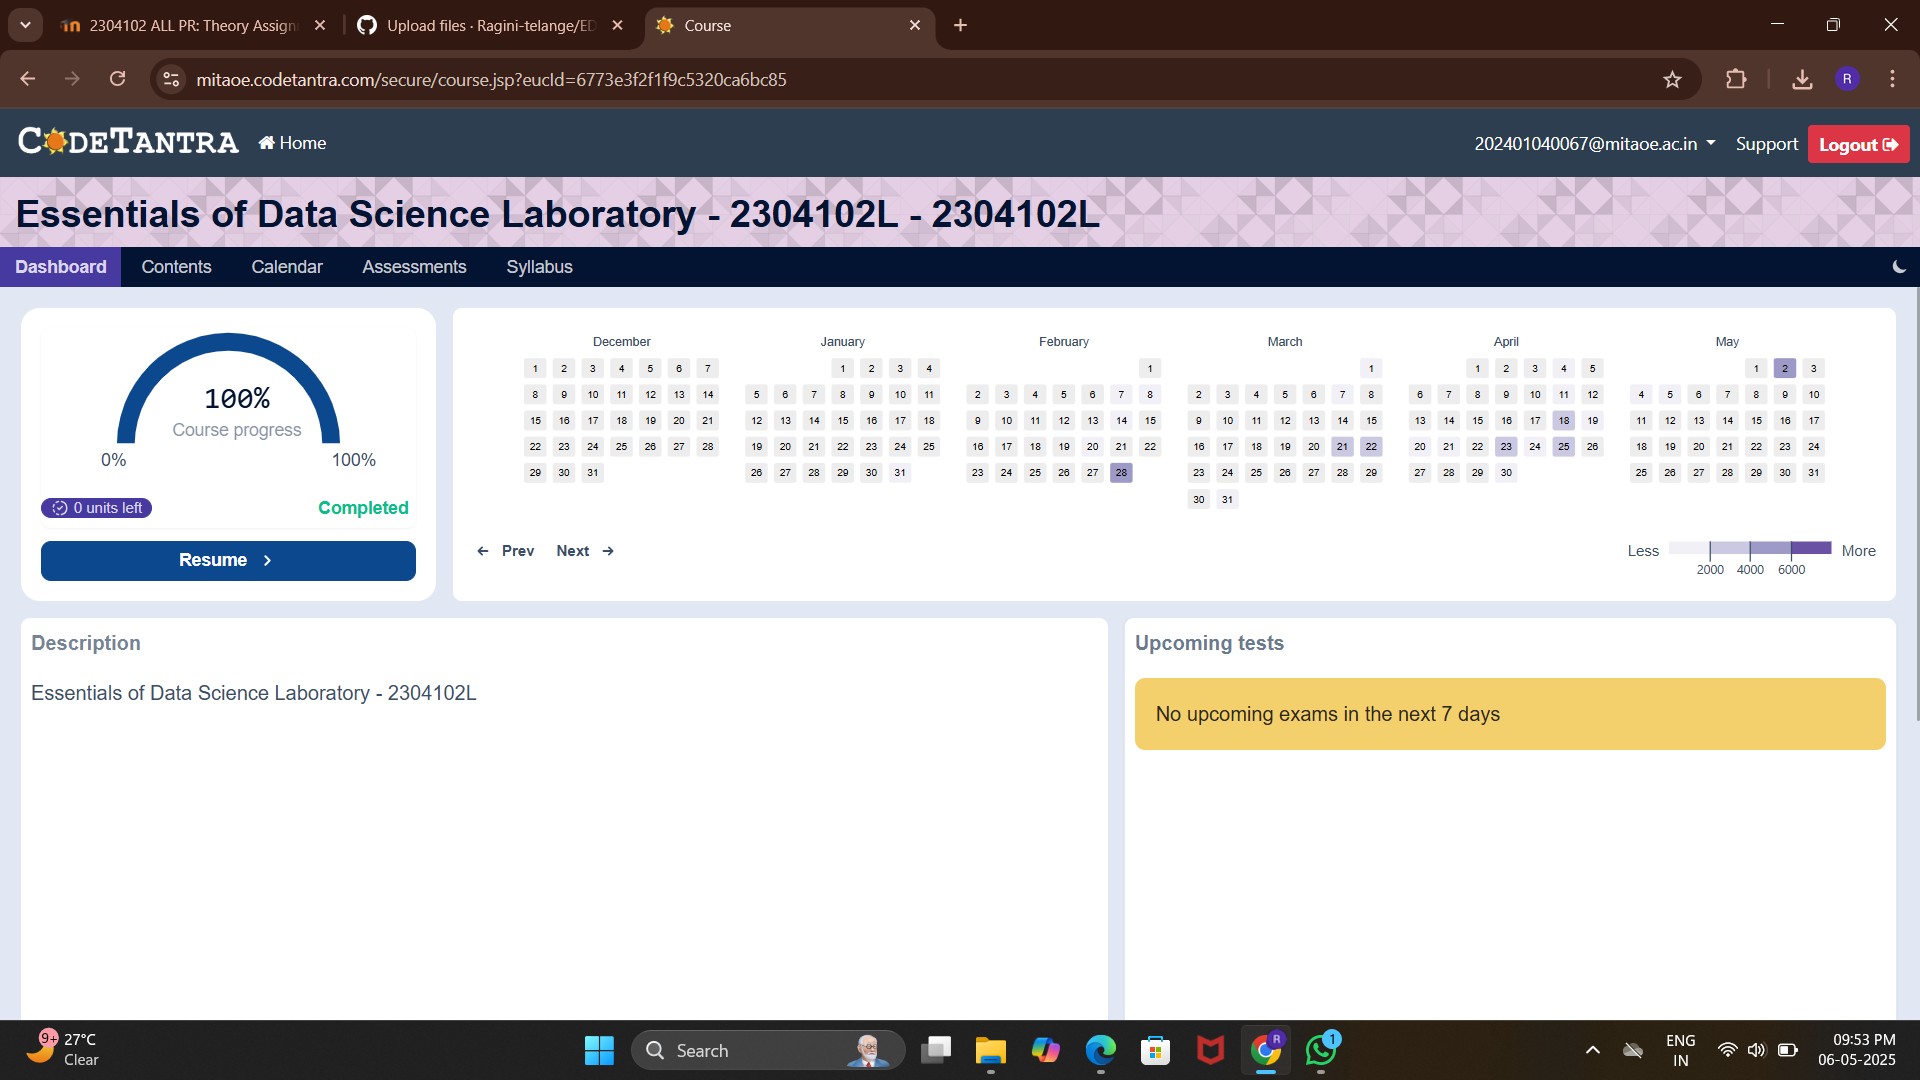 2304102 ALL PR: Theory Assign
Upload files · Ragini-telange/ED
Course
mitaoe.codetantra.com/secure/course.jsp?eucId=6773e3f2f1f9c5320ca6bc85
R
CODETANTRA
Home
202401040067@mitaoe.ac.in
Support
Logout
Essentials of Data Science Laboratory - 2304102L - 2304102L
Dashboard Contents Calendar Assessments Syllabus
100%
Course progress
0% 100%
0 units left
Completed
Resume
December
1 2 3 4 5 6 7
8 9 10 11 12 13 14
15 16 17 18 19 20 21
22 23 24 25 26 27 28
29 30 31
January
1 2 3 4
5 6 7 8 9 10 11
12 13 14 15 16 17 18
19 20 21 22 23 24 25
26 27 28 29 30 31
February
1
2 3 4 5 6 7 8
9 10 11 12 13 14 15
16 17 18 19 20 21 22
23 24 25 26 27 28
March
1
2 3 4 5 6 7 8
9 10 11 12 13 14 15
16 17 18 19 20 21 22
23 24 25 26 27 28 29
30 31
April
1 2 3 4 5
6 7 8 9 10 11 12
13 14 15 16 17 18 19
20 21 22 23 24 25 26
27 28 29 30
May
1 2 3
4 5 6 7 8 9 10
11 12 13 14 15 16 17
18 19 20 21 22 23 24
25 26 27 28 29 30 31
Prev Next
Less More
2000 4000 6000
Description
Essentials of Data Science Laboratory - 2304102L
Upcoming tests
No upcoming exams in the next 7 days
9+
27°C
Clear
Search
R
1
ENG
IN
09:53 PM
06-05-2025